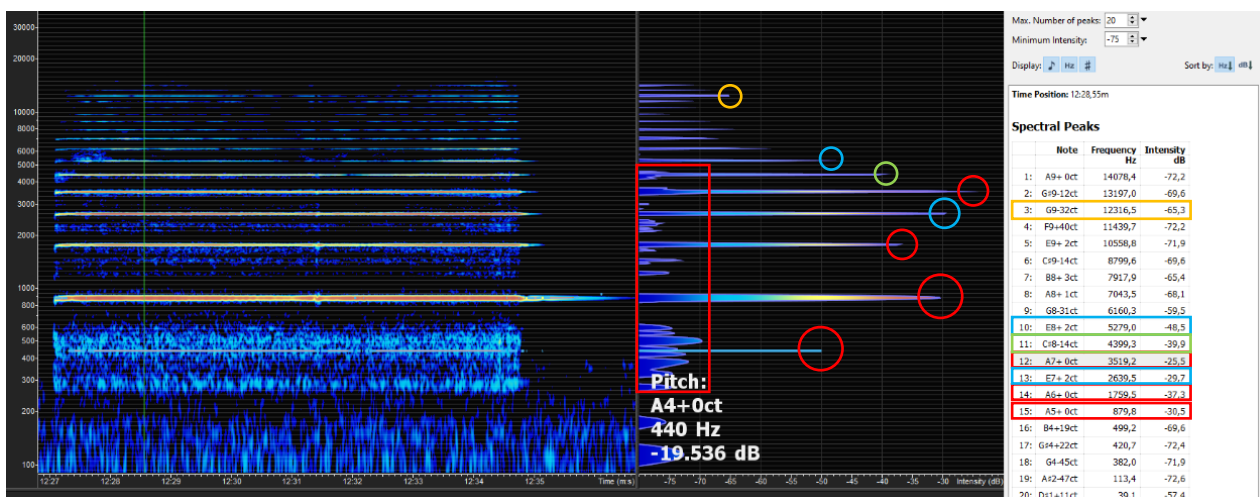 30000
20000
10000
8000
6000
5000
4000
3000
2000
1000
800
600
500
400
300
200
100
12:27 12:28 12:29 12:30 12:31 12:32 12:33 12:34 12:35 Time (m:s)
-75 -70 -65 -60 -55 -50 -45 -40 -35 -30 Intensity (dB)
Pitch:
A4+0ct
440 Hz
-19.536 dB
Max. Number of peaks: 20
Minimum Intensity: -75
Display: ♪ Hz # Sort by: Hz dB
Time Position: 12:28,55m
Spectral Peaks
Note Frequency Hz Intensity dB
1: A9+ 0ct 14078,4 -72,2
2: G♯9-12ct 13197,0 -69,6
3: G9-32ct 12316,5 -65,3
4: F9+40ct 11439,7 -72,2
5: E9+ 2ct 10558,8 -71,9
6: C♯9-14ct 8799,6 -69,6
7: B8+ 3ct 7917,9 -65,4
8: A8+ 1ct 7043,5 -68,1
9: G8-31ct 6160,3 -59,5
10: E8+ 2ct 5279,0 -48,5
11: C♯8-14ct 4399,3 -39,9
12: A7+ 0ct 3519,2 -25,5
13: E7+ 2ct 2639,5 -29,7
14: A6+ 0ct 1759,5 -37,3
15: A5+ 0ct 879,8 -30,5
16: B4+19ct 499,2 -69,6
17: G♯4+22ct 420,7 -72,4
18: G4-45ct 382,0 -71,9
19: A♯2-47ct 113,4 -72,6
20: D♯1+11ct 39,1 -57,4